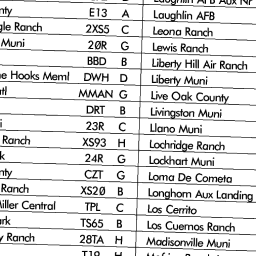 Laughlin AFB Aux Nr
nty E13 A Laughlin AFB
gle Ranch 2XS5 C Leona Ranch
Muni 20R G Lewis Ranch
BBD B Liberty Hill Air Ranch
ne Hooks Meml DWH D Liberty Muni
ntl MMAN G Live Oak County
DRT B Livingston Muni
i 23R C Llano Muni
Ranch XS93 H Lochridge Ranch
k 24R G Lockhart Muni
nty CZT G Loma De Cometa
Ranch XS20 B Longhorn Aux Landing
Miller Central TPL C Los Cerrito
ark TS65 B Los Cuernos Ranch
y Ranch 28TA H Madisonville Muni
T19 H